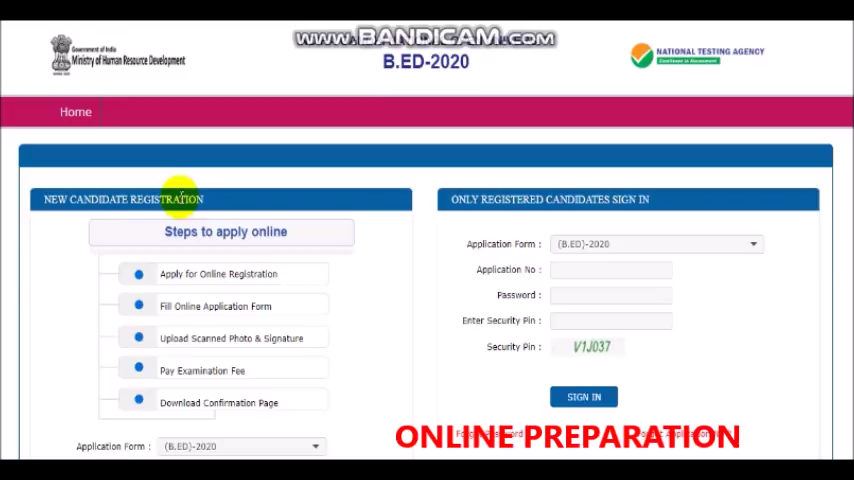 WWW.BANDICAM.COM
Government of India
Ministry of Human Resource Development
B.ED-2020
NATIONAL TESTING AGENCY
Excellence in Assessment
Home
NEW CANDIDATE REGISTRATION
Steps to apply online
Apply for Online Registration
Fill Online Application Form
Upload Scanned Photo & Signature
Pay Examination Fee
Download Confirmation Page
Application Form : (B.ED)-2020
ONLY REGISTERED CANDIDATES SIGN IN
Application Form : (B.ED)-2020
Application No :
Password :
Enter Security Pin :
Security Pin : V1J037
SIGN IN
ONLINE PREPARATION